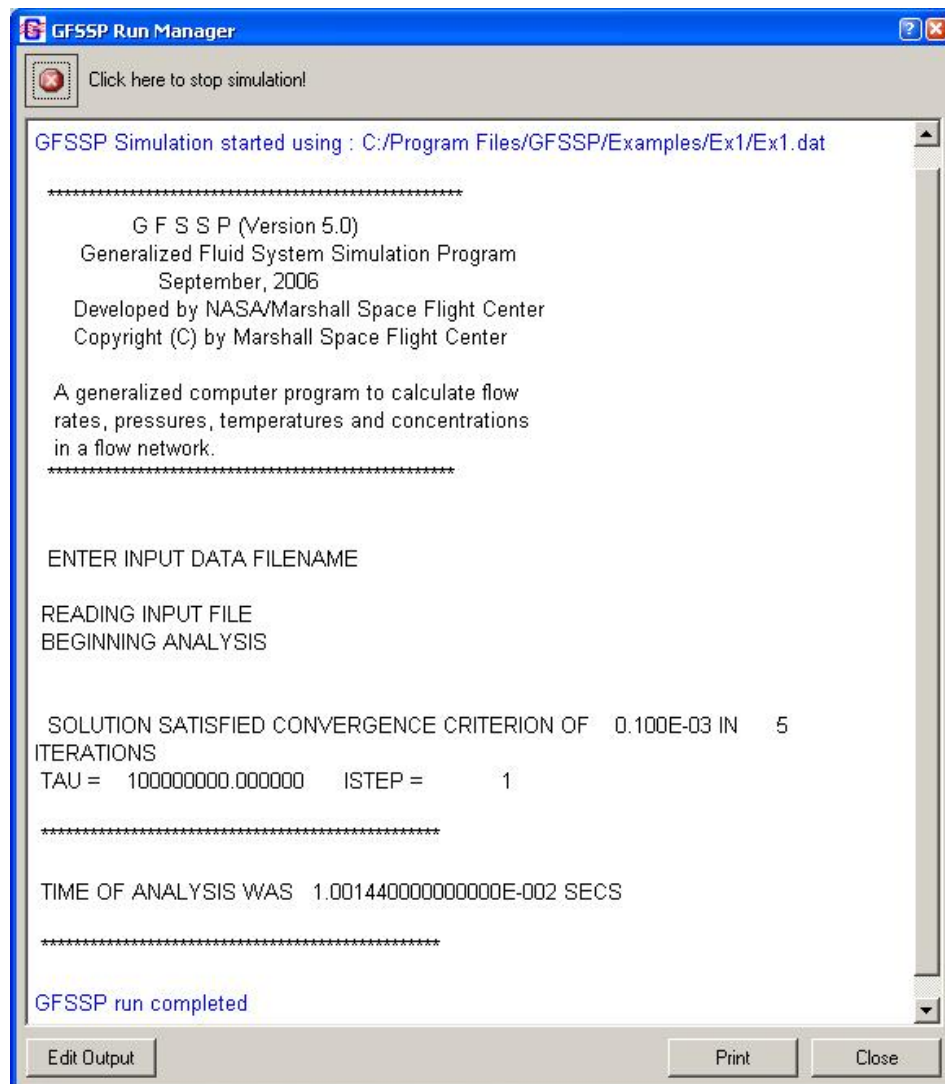 GFSSP Run Manager
Click here to stop simulation!
GFSSP Simulation started using : C:/Program Files/GFSSP/Examples/Ex1/Ex1.dat
**************************************************
G F S S P (Version 5.0)
Generalized Fluid System Simulation Program
September, 2006
Developed by NASA/Marshall Space Flight Center
Copyright (C) by Marshall Space Flight Center
A generalized computer program to calculate flow
rates, pressures, temperatures and concentrations
in a flow network.
*************************************************
ENTER INPUT DATA FILENAME
READING INPUT FILE
BEGINNING ANALYSIS
SOLUTION SATISFIED CONVERGENCE CRITERION OF 0.100E-03 IN 5
ITERATIONS
TAU = 100000000.000000 ISTEP = 1
************************************************
TIME OF ANALYSIS WAS 1.001440000000000E-002 SECS
************************************************
GFSSP run completed
Edit Output Print Close